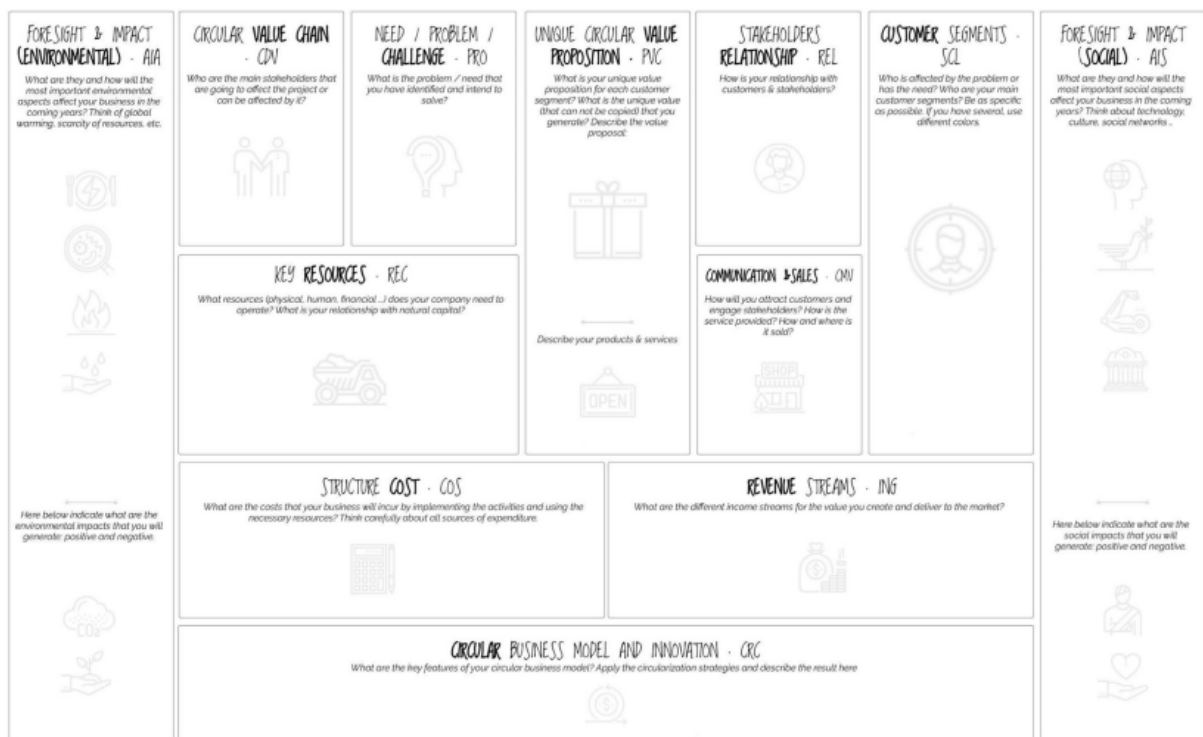 FORESIGHT & IMPACT
(ENVIRONMENTAL) · AIA
What are they and how will the
most important environmental
aspects affect your business in the
coming years? Think of global
warming, scarcity of resources, etc.
CO2
Here below indicate what are the
environmental impacts that you will
generate: positive and negative.
CIRCULAR VALUE CHAIN
· CDV
Who are the main stakeholders that
are going to affect the project or
can be affected by it?
NEED / PROBLEM /
CHALLENGE · PRO
What is the problem / need that
you have identified and intend to
solve?
UNIQUE CIRCULAR VALUE
PROPOSITION · PVC
What is your unique value
proposition for each customer
segment? What is the unique value
(that can not be copied) that you
generate? Describe the value
proposal:
Describe your products & services
OPEN
STAKEHOLDERS
RELATIONSHIP · REL
How is your relationship with
customers & stakeholders?
CUSTOMER SEGMENTS ·
SCL
Who is affected by the problem or
has the need? Who are your main
customer segments? Be as specific
as possible. If you have several, use
different colors.
FORESIGHT & IMPACT
(SOCIAL) · AIS
What are they and how will the
most important social aspects
affect your business in the coming
years? Think about technology,
culture, social networks ...
Here below indicate what are the
social impacts that you will
generate: positive and negative.
KEY RESOURCES · REC
What resources (physical, human, financial ...) does your company need to
operate? What is your relationship with natural capital?
COMMUNICATION & SALES · CMV
How will you attract customers and
engage stakeholders? How is the
service provided? How and where is
it sold?
SHOP
STRUCTURE COST · COS
What are the costs that your business will incur by implementing the activities and using the
necessary resources? Think carefully about all sources of expenditure.
REVENUE STREAMS · ING
What are the different income streams for the value you create and deliver to the market?
CIRCULAR BUSINESS MODEL AND INNOVATION · CRC
What are the key features of your circular business model? Apply the circularization strategies and describe the result here